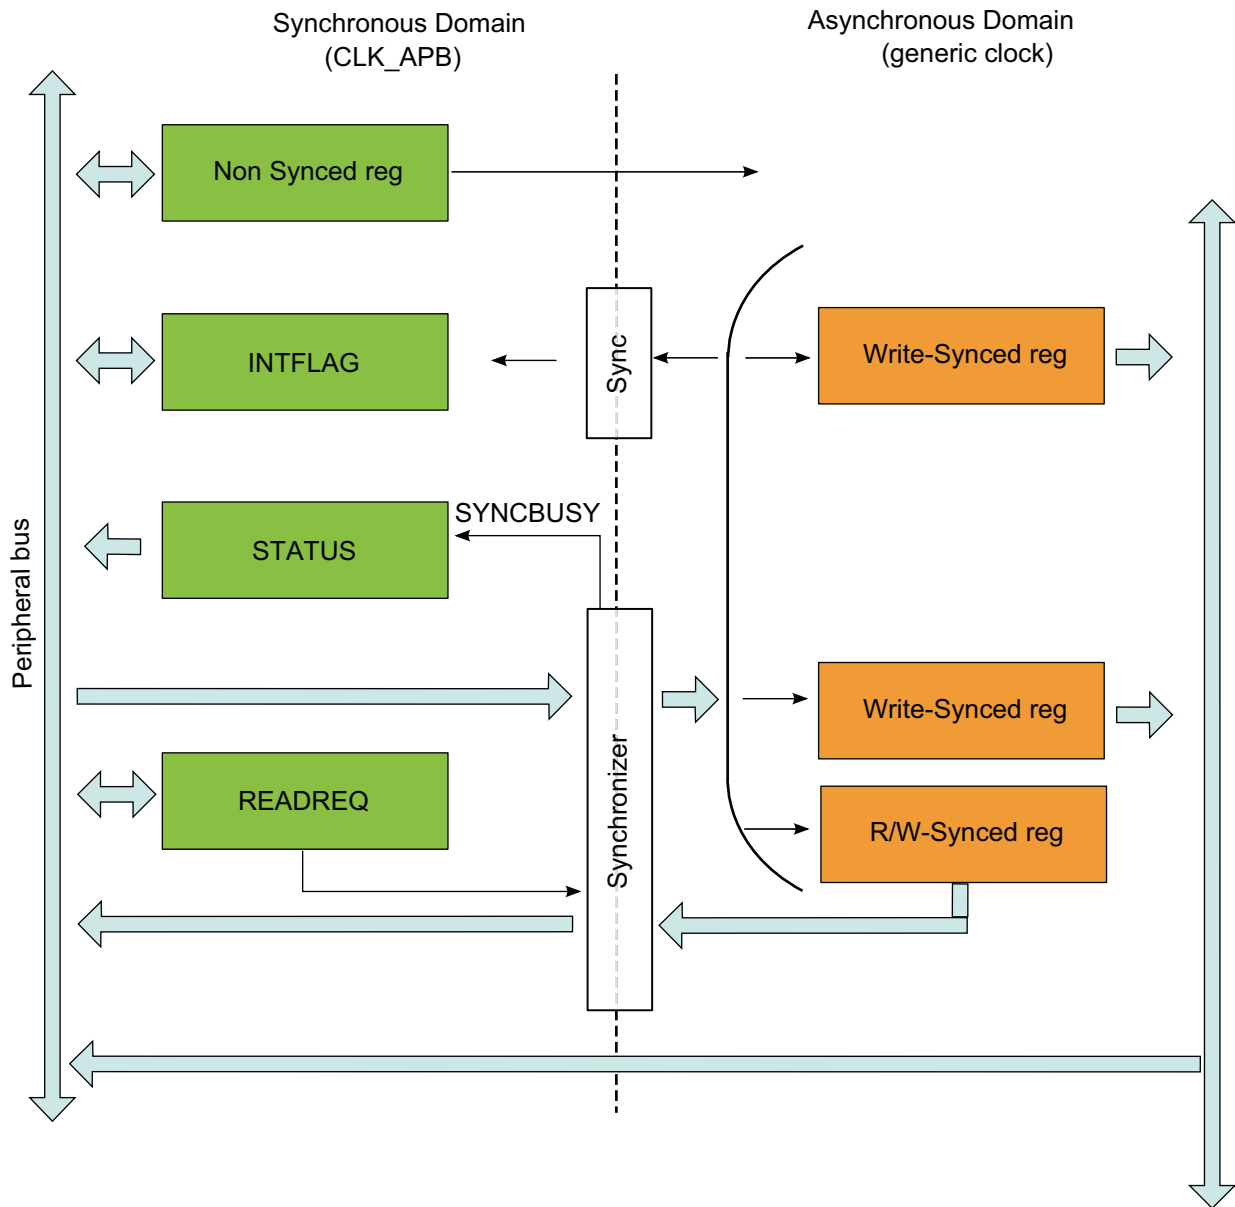 Synchronous Domain
(CLK_APB)
Asynchronous Domain
(generic clock)
Non Synced reg
INTFLAG
Sync
Write-Synced reg
SYNCBUSY
STATUS
Peripheral bus
Write-Synced reg
Synchronizer
READREQ
R/W-Synced reg